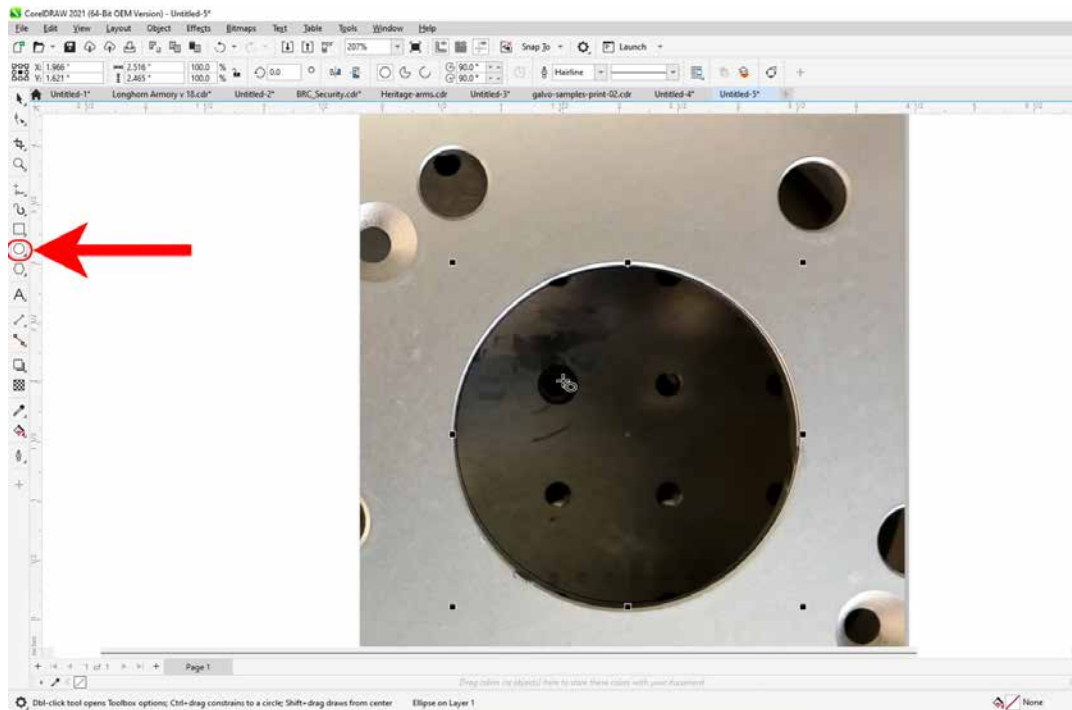 CorelDRAW 2021 (64-Bit OEM Version) - Untitled-5*
File Edit View Layout Object Effects Bitmaps Text Table Tools Window Help
207% Snap To Launch
X: 1.966 " 2.516 " 100.0 % 0.0 ° 90.0 ° Hairline
Y: 1.621 " 2.465 " 100.0 % 90.0 °
Untitled-1* Longhorn Armory v 18.cdr* Untitled-2* BRC_Security.cdr* Heritage-arms.cdr Untitled-3* galvo-samples-print-02.cdr Untitled-4* Untitled-5*
1 of 1 Page 1
Drag colors (or objects) here to store these colors with your document
Dbl-click tool opens Toolbox options; Ctrl+drag constrains to a circle; Shift+drag draws from center Ellipse on Layer 1 None